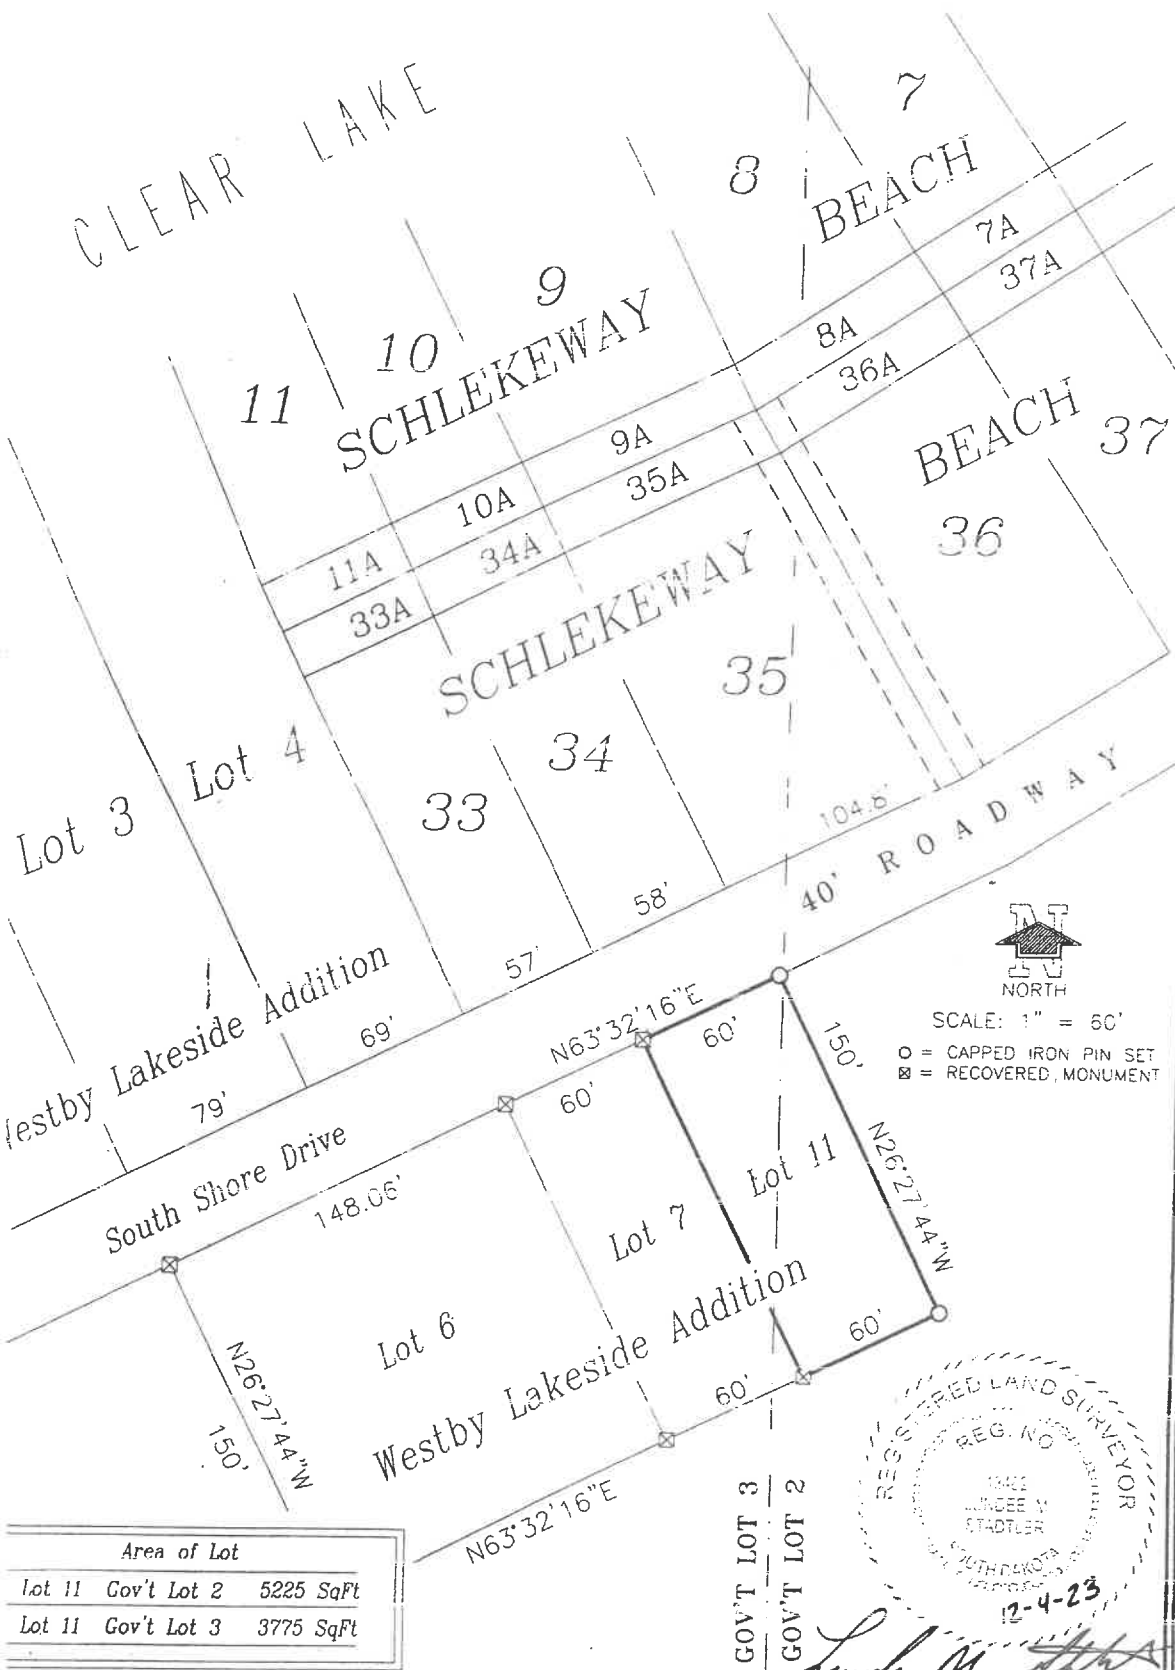 CLEAR LAKE
7
8
BEACH
9
7A
37A
10
SCHLEKEWAY
8A
36A
11
9A
BEACH
37
10A
35A
36
11A
34A
33A
SCHLEKEWAY
35
34
Lot 4
33
Lot 3
104.8'
40' ROADWAY
58'
57'
N
NORTH
SCALE: 1" = 60'
O = CAPPED IRON PIN SET
⊠ = RECOVERED MONUMENT
Westby Lakeside Addition
69'
79'
N63°32'16"E
60'
60'
150'
South Shore Drive
148.06'
N26°27'44"W
Lot 11
Lot 7
Lot 6
Westby Lakeside Addition
60'
60'
N26°27'44"W
150'
N63°32'16"E
REGISTERED LAND SURVEYOR
REG. NO
STADTLER
SOUTH DAKOTA
12-4-23
GOV'T LOT 3
GOV'T LOT 2
Area of Lot
Lot 11 Gov't Lot 2 5225 SqFt
Lot 11 Gov't Lot 3 3775 SqFt